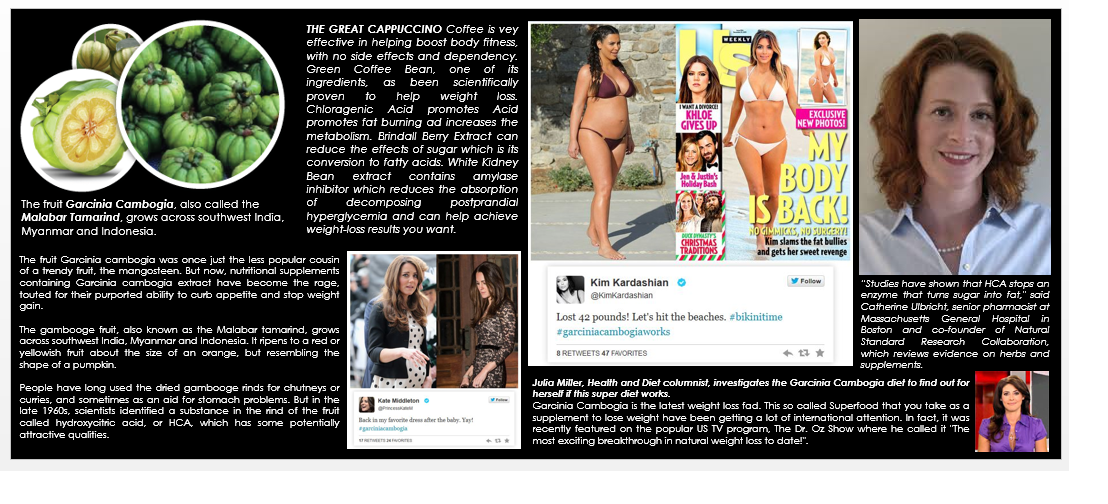 THE GREAT CAPPUCCINO Coffee is vey
effective in helping boost body fitness,
with no side effects and dependency.
Green Coffee Bean, one of its
ingredients, as been scientifically
proven to help weight loss.
Chloragenic Acid promotes Acid
promotes fat burning ad increases the
metabolism. Brindall Berry Extract can
reduce the effects of sugar which is its
conversion to fatty acids. White Kidney
Bean extract contains amylase
inhibitor which reduces the absorption
of decomposing postprandial
hyperglycemia and can help achieve
weight-loss results you want.
The fruit Garcinia Cambogia, also called the
Malabar Tamarind, grows across southwest India,
Myanmar and Indonesia.
The fruit Garcinia cambogia was once just the less popular cousin
of a trendy fruit, the mangosteen. But now, nutritional supplements
containing Garcinia cambogia extract have become the rage,
touted for their purported ability to curb appetite and stop weight
gain.
The gambooge fruit, also known as the Malabar tamarind, grows
across southwest India, Myanmar and Indonesia. It ripens to a red or
yellowish fruit about the size of an orange, but resembling the
shape of a pumpkin.
People have long used the dried gambooge rinds for chutneys or
curries, and sometimes as an aid for stomach problems. But in the
late 1960s, scientists identified a substance in the rind of the fruit
called hydroxycitric acid, or HCA, which has some potentially
attractive qualities.
Kate Middleton
@PrincessKateM
Follow
Back in my favorite dress after the baby. Yay!
#garciniacambogia
17 RETWEETS 24 FAVORITES
Us
WEEKLY
I WANT A DIVORCE!
KHLOE
GIVES UP
Jen & Justin's
Holiday Bash
DUCK DYNASTY'S
CHRISTMAS
TRADITIONS
EXCLUSIVE
NEW PHOTOS!
MY
BODY
IS BACK!
NO GIMMICKS, NO SURGERY!
Kim slams the fat bullies
and gets her sweet revenge
Kim Kardashian
@KimKardashian
Follow
Lost 42 pounds! Let's hit the beaches. #bikinitime
#garciniacambogiaworks
8 RETWEETS 47 FAVORITES
"Studies have shown that HCA stops an
enzyme that turns sugar into fat," said
Catherine Ulbricht, senior pharmacist at
Massachusetts General Hospital in
Boston and co-founder of Natural
Standard Research Collaboration,
which reviews evidence on herbs and
supplements.
Julia Miller, Health and Diet columnist, investigates the Garcinia Cambogia diet to find out for
herself if this super diet works.
Garcinia Cambogia is the latest weight loss fad. This so called Superfood that you take as a
supplement to lose weight have been getting a lot of international attention. In fact, it was
recently featured on the popular US TV program, The Dr. Oz Show where he called it "The
most exciting breakthrough in natural weight loss to date!".